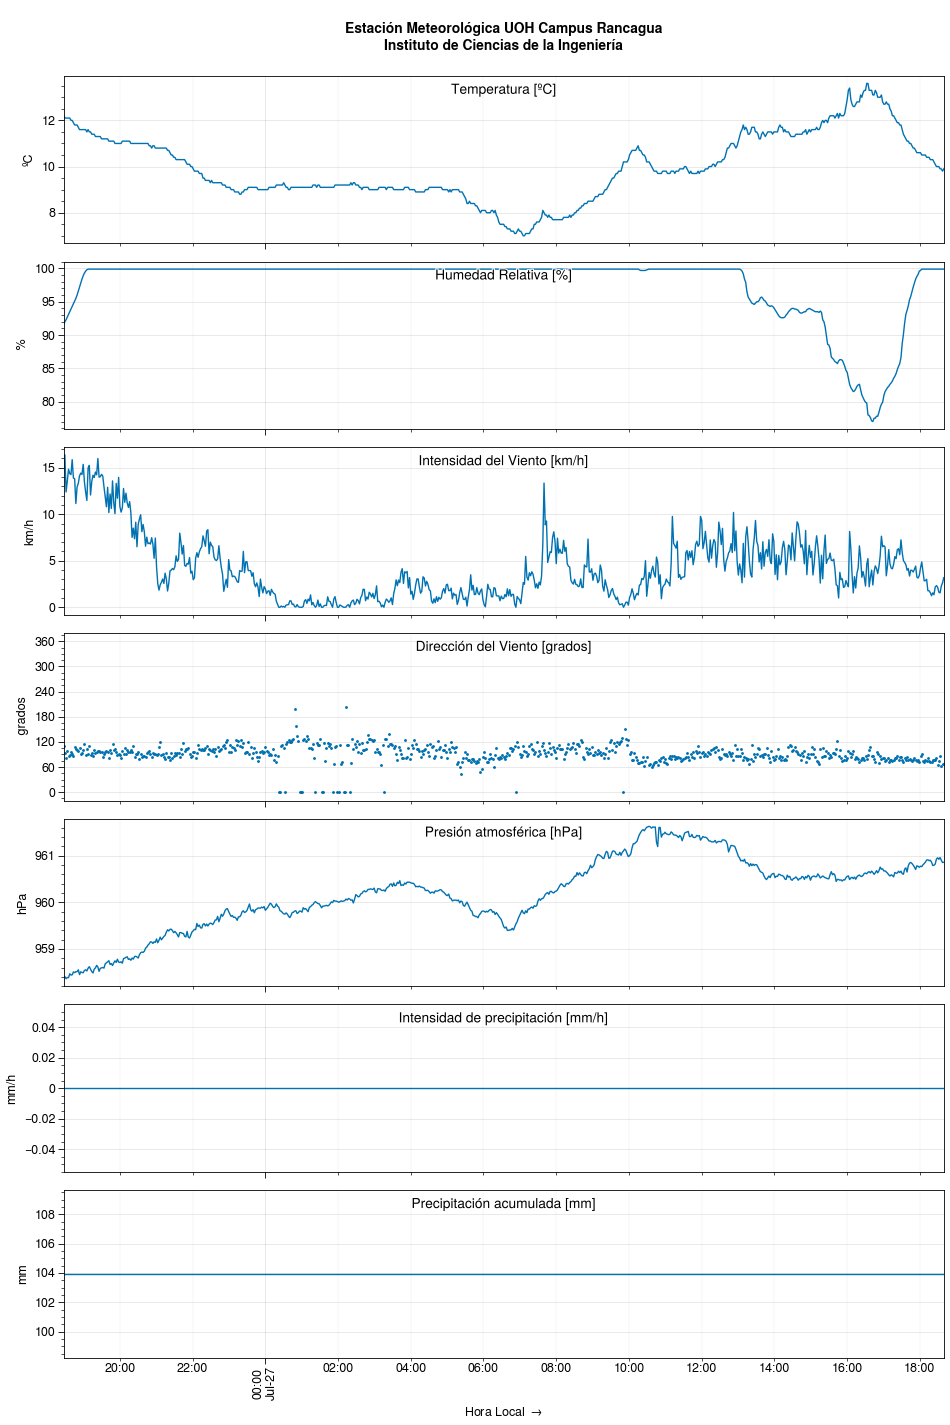 Estación Meteorológica UOH Campus Rancagua
Instituto de Ciencias de la Ingeniería
Temperatura [ºC]
ºC
12
10
8
Humedad Relativa [%]
%
100
95
90
85
80
Intensidad del Viento [km/h]
km/h
15
10
5
0
Dirección del Viento [grados]
grados
360
300
240
180
120
60
0
Presión atmosférica [hPa]
hPa
961
960
959
Intensidad de precipitación [mm/h]
mm/h
0.04
0.02
0
−0.02
−0.04
Precipitación acumulada [mm]
mm
108
106
104
102
100
20:00 22:00 00:00 02:00 04:00 06:00 08:00 10:00 12:00 14:00 16:00 18:00
Jul-27
Hora Local →